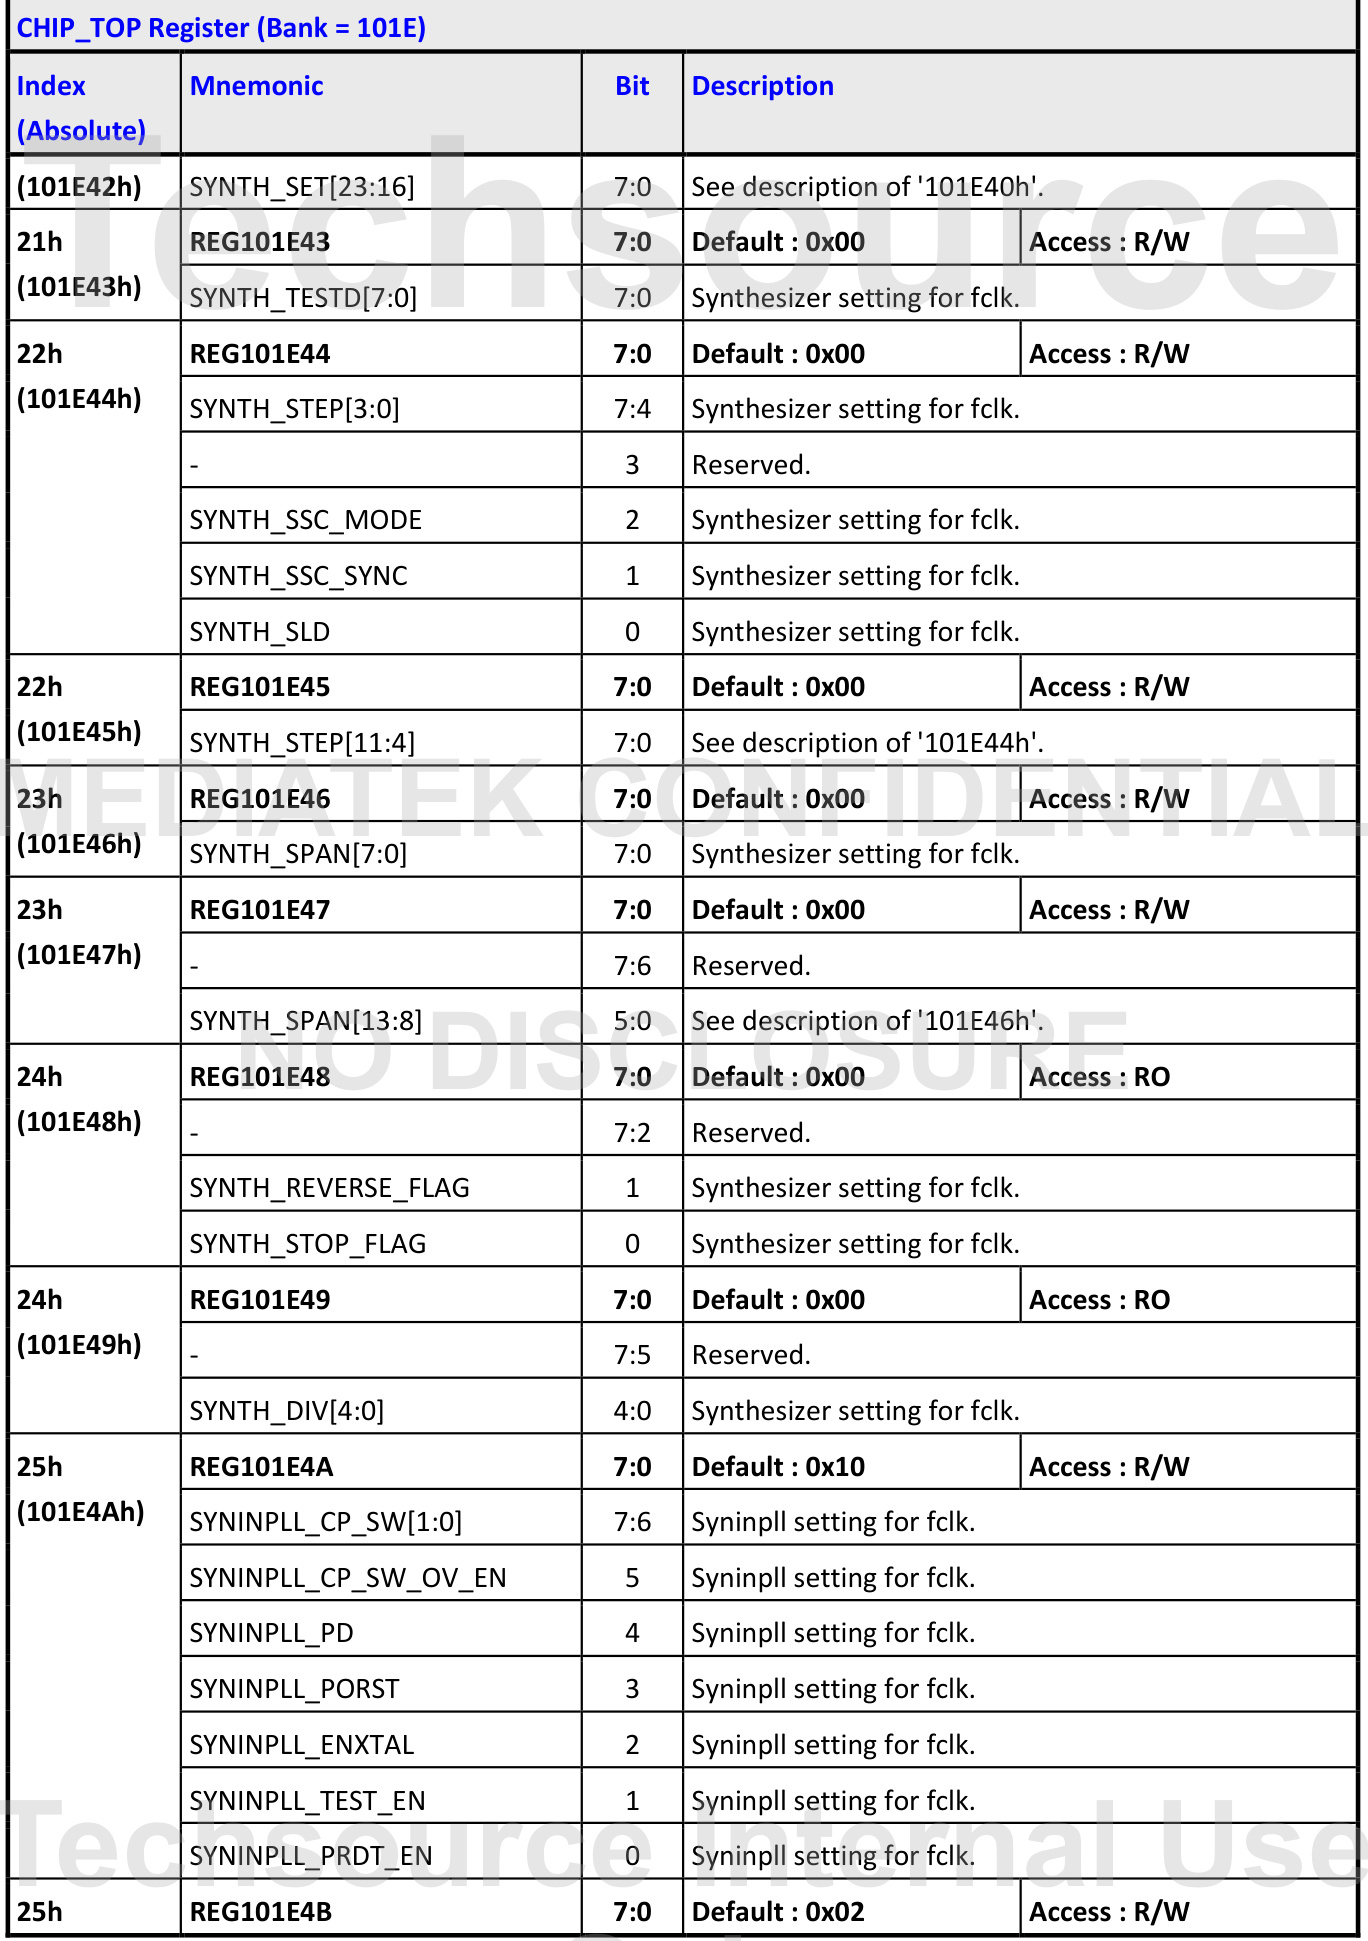 CHIP_TOP Register (Bank = 101E)
Index (Absolute) Mnemonic Bit Description
(101E42h) SYNTH_SET[23:16] 7:0 See description of '101E40h'.
21h (101E43h) REG101E43 7:0 Default : 0x00 Access : R/W
SYNTH_TESTD[7:0] 7:0 Synthesizer setting for fclk.
22h (101E44h) REG101E44 7:0 Default : 0x00 Access : R/W
SYNTH_STEP[3:0] 7:4 Synthesizer setting for fclk.
- 3 Reserved.
SYNTH_SSC_MODE 2 Synthesizer setting for fclk.
SYNTH_SSC_SYNC 1 Synthesizer setting for fclk.
SYNTH_SLD 0 Synthesizer setting for fclk.
22h (101E45h) REG101E45 7:0 Default : 0x00 Access : R/W
SYNTH_STEP[11:4] 7:0 See description of '101E44h'.
23h (101E46h) REG101E46 7:0 Default : 0x00 Access : R/W
SYNTH_SPAN[7:0] 7:0 Synthesizer setting for fclk.
23h (101E47h) REG101E47 7:0 Default : 0x00 Access : R/W
- 7:6 Reserved.
SYNTH_SPAN[13:8] 5:0 See description of '101E46h'.
24h (101E48h) REG101E48 7:0 Default : 0x00 Access : RO
- 7:2 Reserved.
SYNTH_REVERSE_FLAG 1 Synthesizer setting for fclk.
SYNTH_STOP_FLAG 0 Synthesizer setting for fclk.
24h (101E49h) REG101E49 7:0 Default : 0x00 Access : RO
- 7:5 Reserved.
SYNTH_DIV[4:0] 4:0 Synthesizer setting for fclk.
25h (101E4Ah) REG101E4A 7:0 Default : 0x10 Access : R/W
SYNINPLL_CP_SW[1:0] 7:6 Syninpll setting for fclk.
SYNINPLL_CP_SW_OV_EN 5 Syninpll setting for fclk.
SYNINPLL_PD 4 Syninpll setting for fclk.
SYNINPLL_PORST 3 Syninpll setting for fclk.
SYNINPLL_ENXTAL 2 Syninpll setting for fclk.
SYNINPLL_TEST_EN 1 Syninpll setting for fclk.
SYNINPLL_PRDT_EN 0 Syninpll setting for fclk.
25h REG101E4B 7:0 Default : 0x02 Access : R/W
Techsource
MEDIATEK CONFIDENTIAL
NO DISCLOSURE
Techsource Internal Use